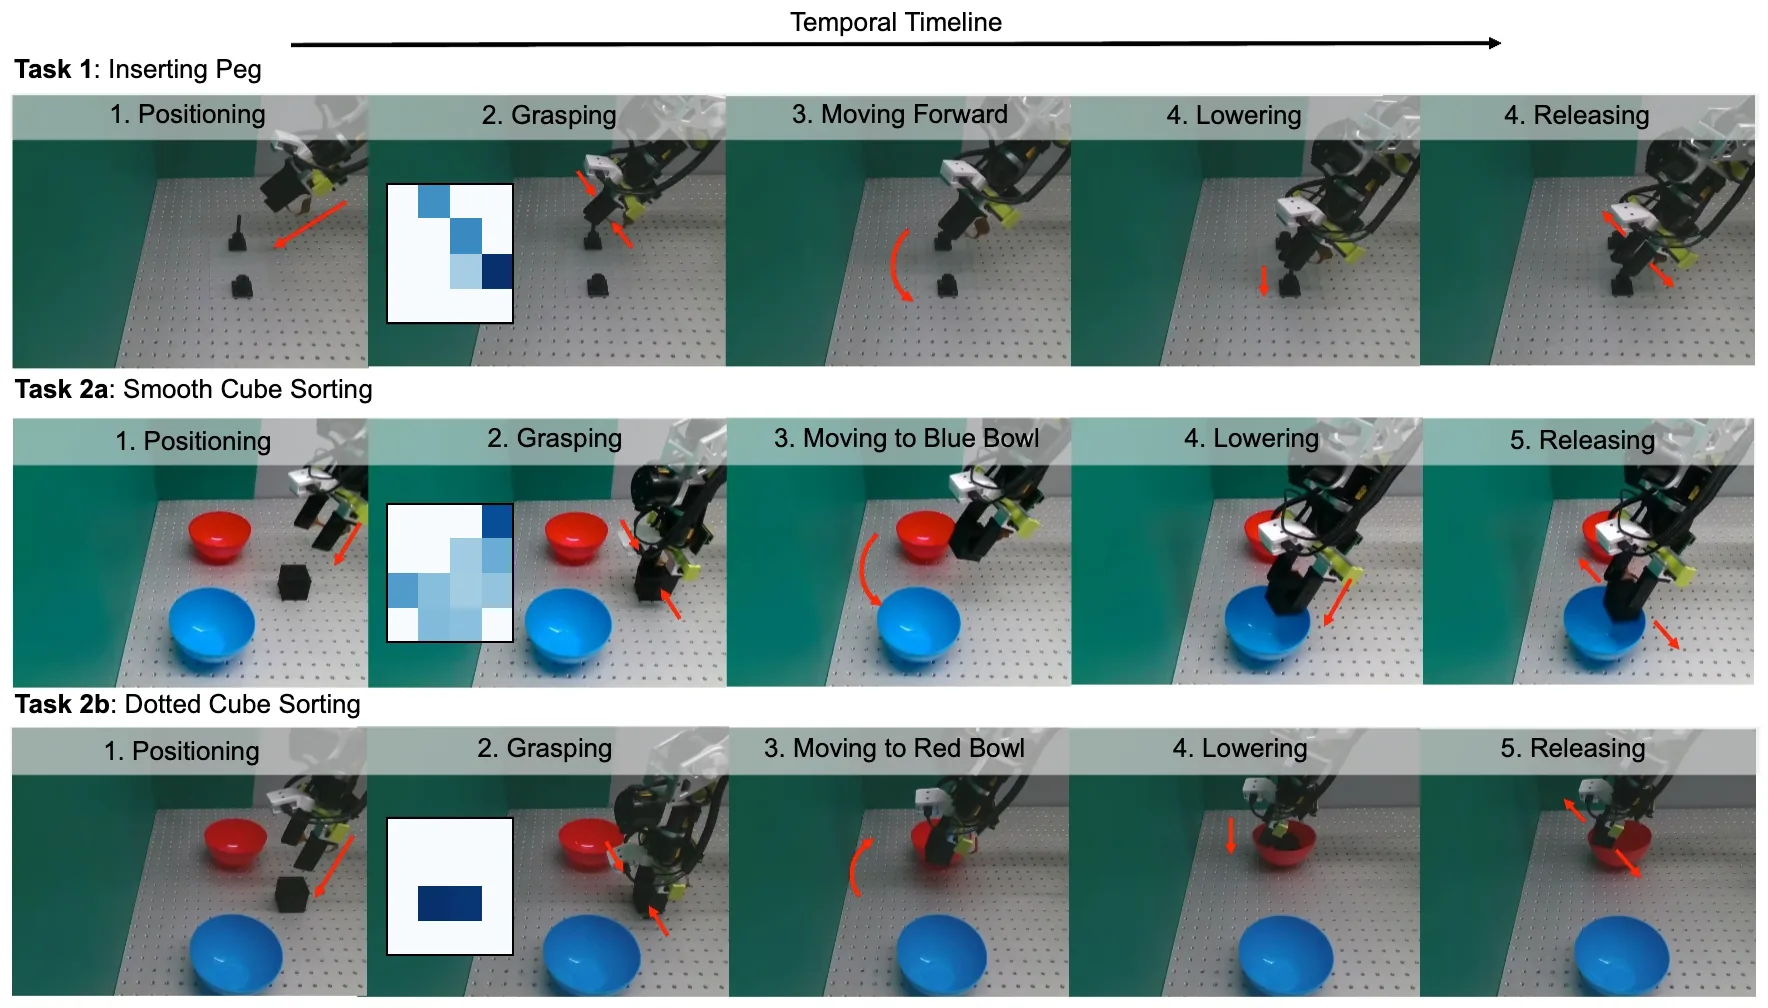 Temporal Timeline
Task 1: Inserting Peg
1. Positioning
2. Grasping
3. Moving Forward
4. Lowering
4. Releasing
Task 2a: Smooth Cube Sorting
1. Positioning
2. Grasping
3. Moving to Blue Bowl
4. Lowering
5. Releasing
Task 2b: Dotted Cube Sorting
1. Positioning
2. Grasping
3. Moving to Red Bowl
4. Lowering
5. Releasing